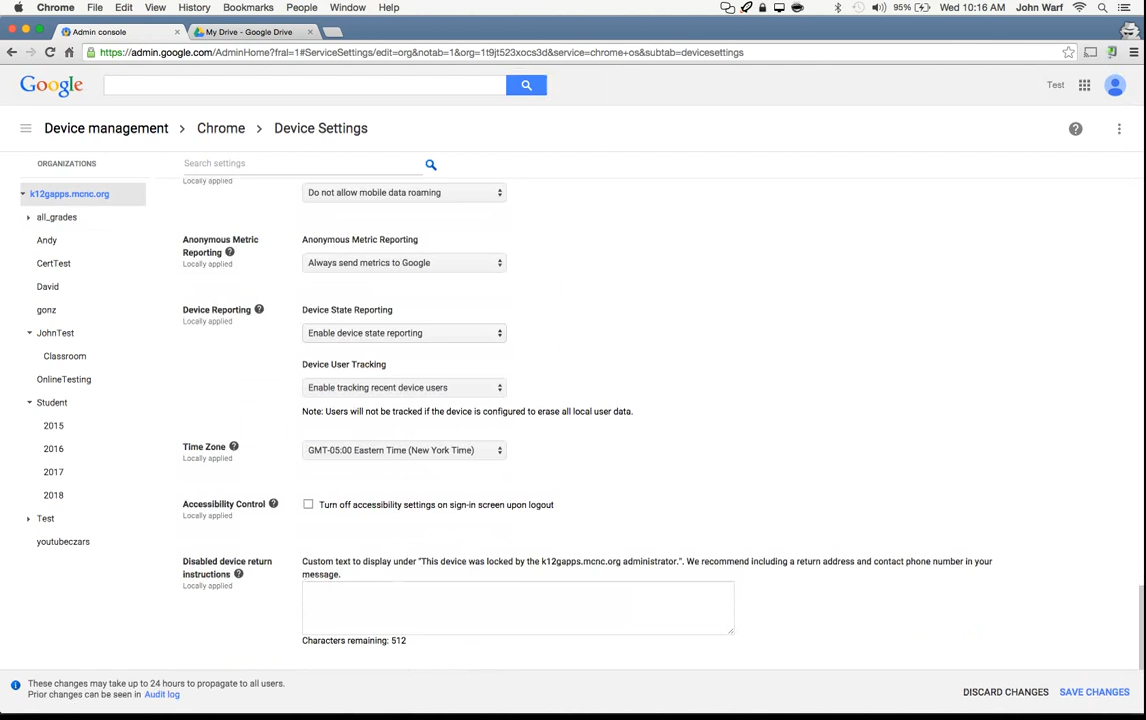 Chrome File Edit View History Bookmarks People Window Help 95% Wed 10:16 AM John Warf
Admin console My Drive - Google Drive
https://admin.google.com/AdminHome?fral=1#ServiceSettings/edit=org&notab=1&org=1t9jt523xocs3d&service=chrome+os&subtab=devicesettings
Google Test
Device management > Chrome > Device Settings
ORGANIZATIONS
Search settings
k12gapps.mcnc.org
all_grades
Andy
CertTest
David
gonz
JohnTest
Classroom
OnlineTesting
Student
2015
2016
2017
2018
Test
youtubeczars
Locally applied
Do not allow mobile data roaming
Anonymous Metric
Reporting
Locally applied
Anonymous Metric Reporting
Always send metrics to Google
Device Reporting
Locally applied
Device State Reporting
Enable device state reporting
Device User Tracking
Enable tracking recent device users
Note: Users will not be tracked if the device is configured to erase all local user data.
Time Zone
Locally applied
GMT-05:00 Eastern Time (New York Time)
Accessibility Control
Locally applied
Turn off accessibility settings on sign-in screen upon logout
Disabled device return
instructions
Locally applied
Custom text to display under "This device was locked by the k12gapps.mcnc.org administrator.". We recommend including a return address and contact phone number in your
message.
Characters remaining: 512
These changes may take up to 24 hours to propagate to all users.
Prior changes can be seen in Audit log
DISCARD CHANGES SAVE CHANGES